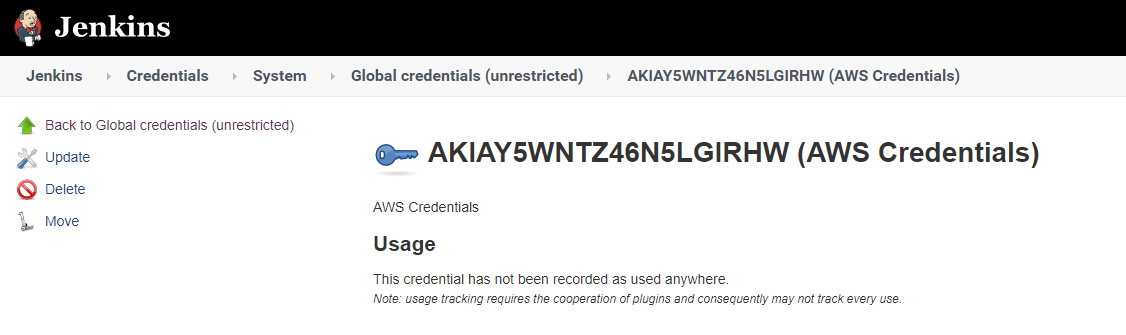 Jenkins
Jenkins Credentials System Global credentials (unrestricted) AKIAY5WNTZ46N5LGIRHW (AWS Credentials)
Back to Global credentials (unrestricted)
Update
Delete
Move
AKIAY5WNTZ46N5LGIRHW (AWS Credentials)
AWS Credentials
Usage
This credential has not been recorded as used anywhere.
Note: usage tracking requires the cooperation of plugins and consequently may not track every use.